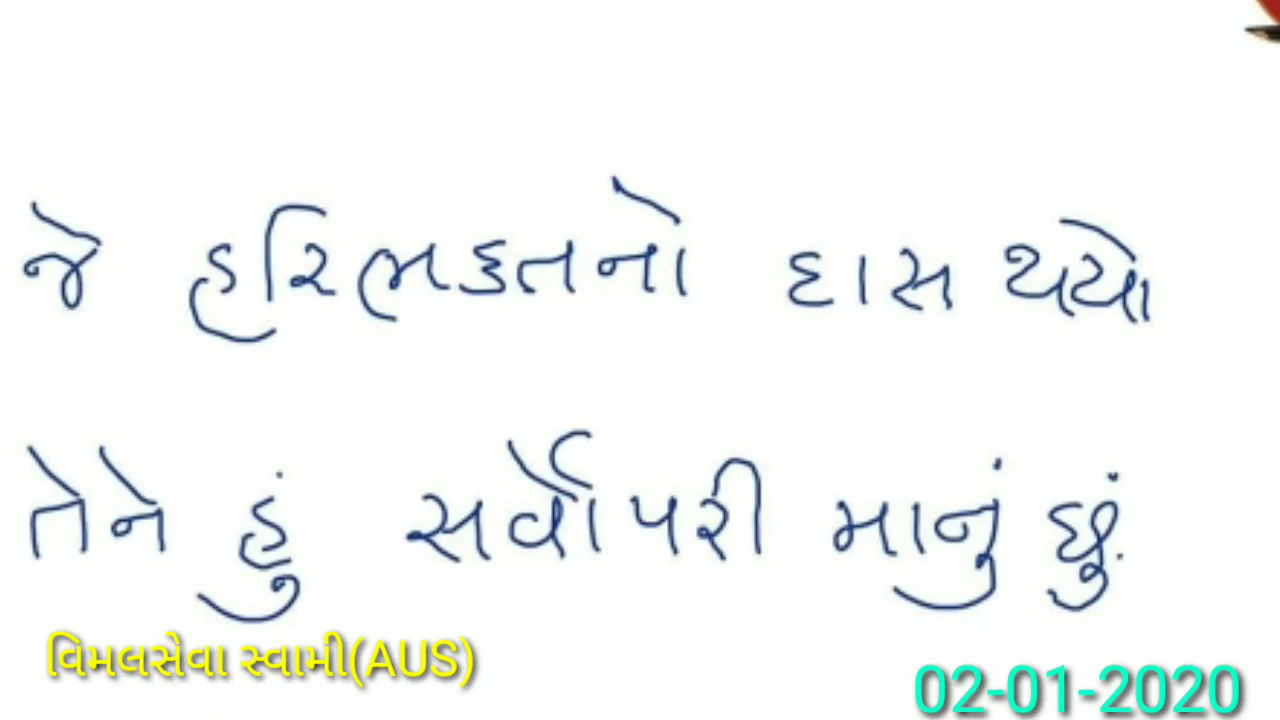 જે હરિભક્તનો દાસ થયો
તેને હું સર્વોપરી માનું છું.
વિમલસેવા સ્વામી(AUS)
02-01-2020